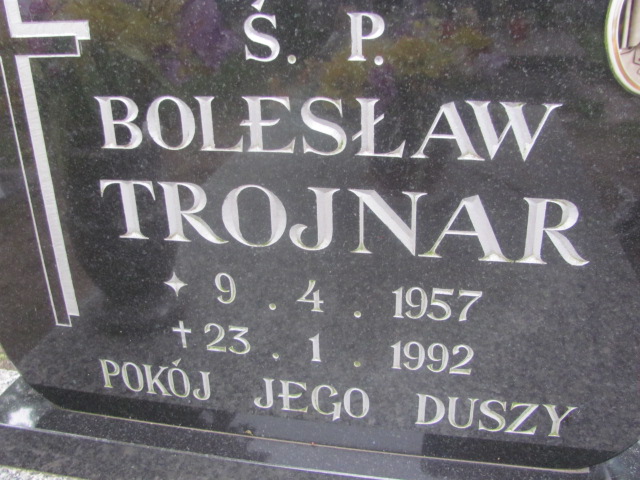 Ś. P.
BOLESŁAW
TROJNAR
✦ 9 . 4 . 1957
† 23 . 1 . 1992
POKÓJ JEGO DUSZY